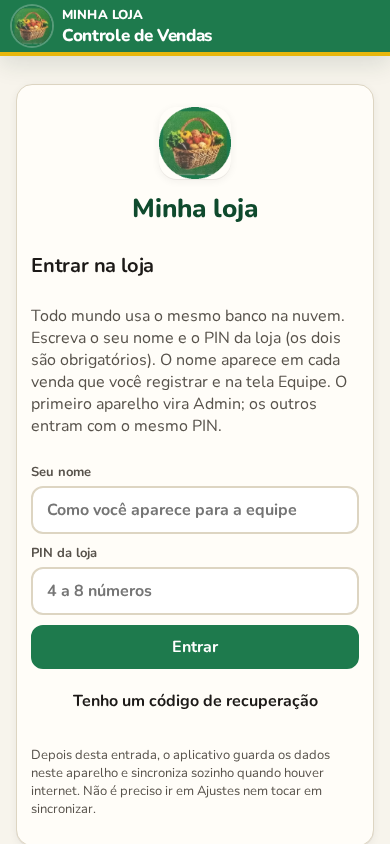 MINHA LOJA
Controle de Vendas
Minha loja
Entrar na loja
Todo mundo usa o mesmo banco na nuvem.
Escreva o seu nome e o PIN da loja (os dois
são obrigatórios). O nome aparece em cada
venda que você registrar e na tela Equipe. O
primeiro aparelho vira Admin; os outros
entram com o mesmo PIN.
Seu nome
Como você aparece para a equipe
PIN da loja
4 a 8 números
Entrar
Tenho um código de recuperação
Depois desta entrada, o aplicativo guarda os dados
neste aparelho e sincroniza sozinho quando houver
internet. Não é preciso ir em Ajustes nem tocar em
sincronizar.